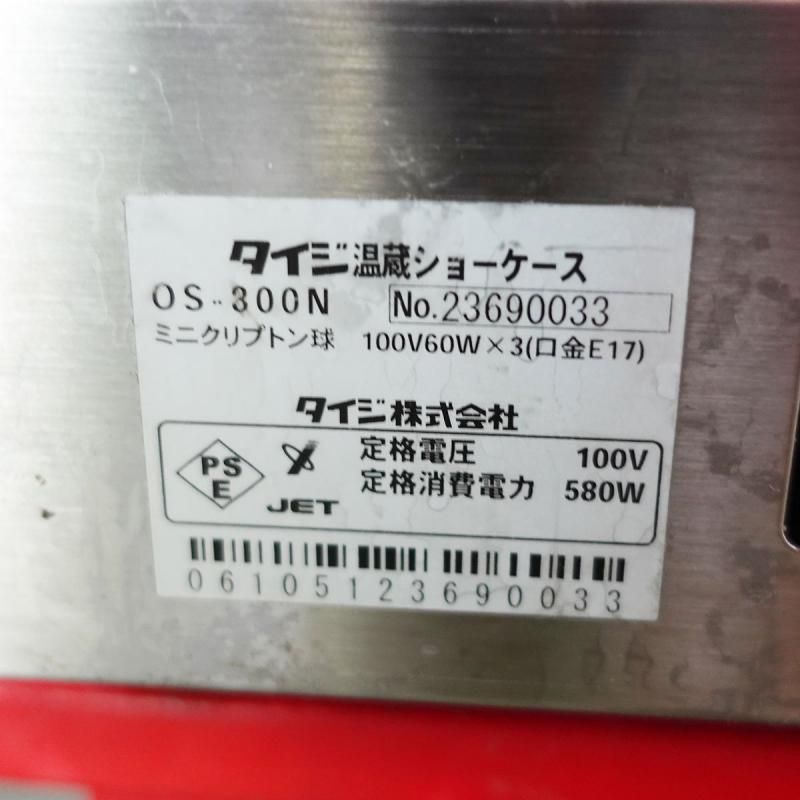 タイジ温蔵ショーケース
OS-300N No.23690033
ミニクリプトン球 100V60W×3(口金E17)
タイジ株式会社
PS
E
JET
定格電圧 100V
定格消費電力 580W
06105123690033